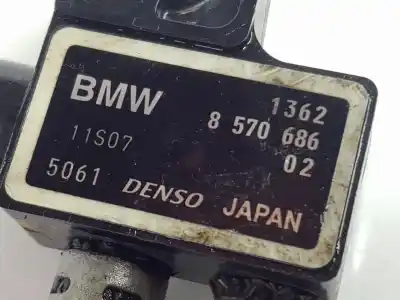 BMW 1362
8 570 686
11S07 02
5061 DENSO JAPAN